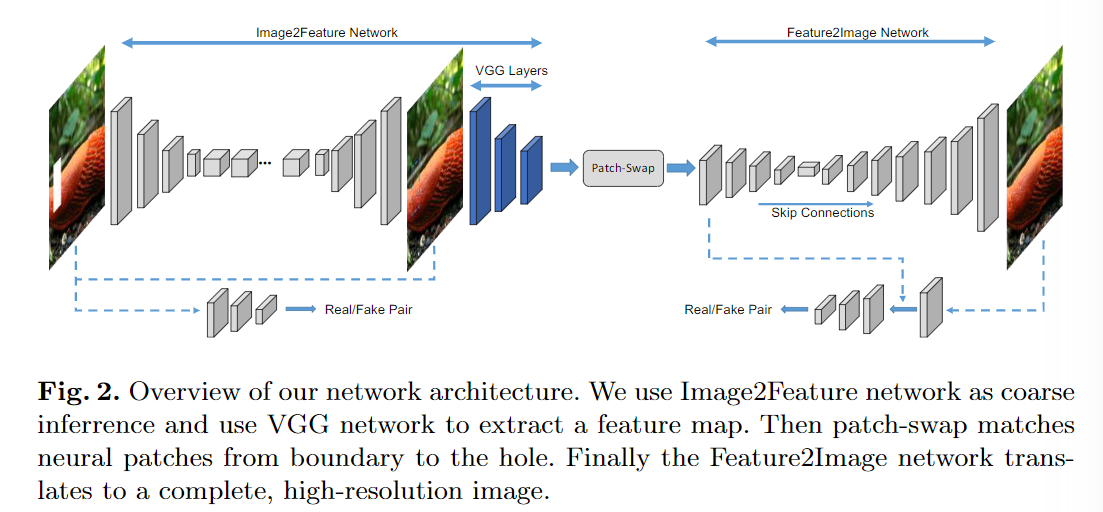 Image2Feature Network
Feature2Image Network
VGG Layers
...
Patch-Swap
Skip Connections
Real/Fake Pair
Real/Fake Pair
Fig. 2. Overview of our network architecture. We use Image2Feature network as coarse
inferrence and use VGG network to extract a feature map. Then patch-swap matches
neural patches from boundary to the hole. Finally the Feature2Image network trans-
lates to a complete, high-resolution image.